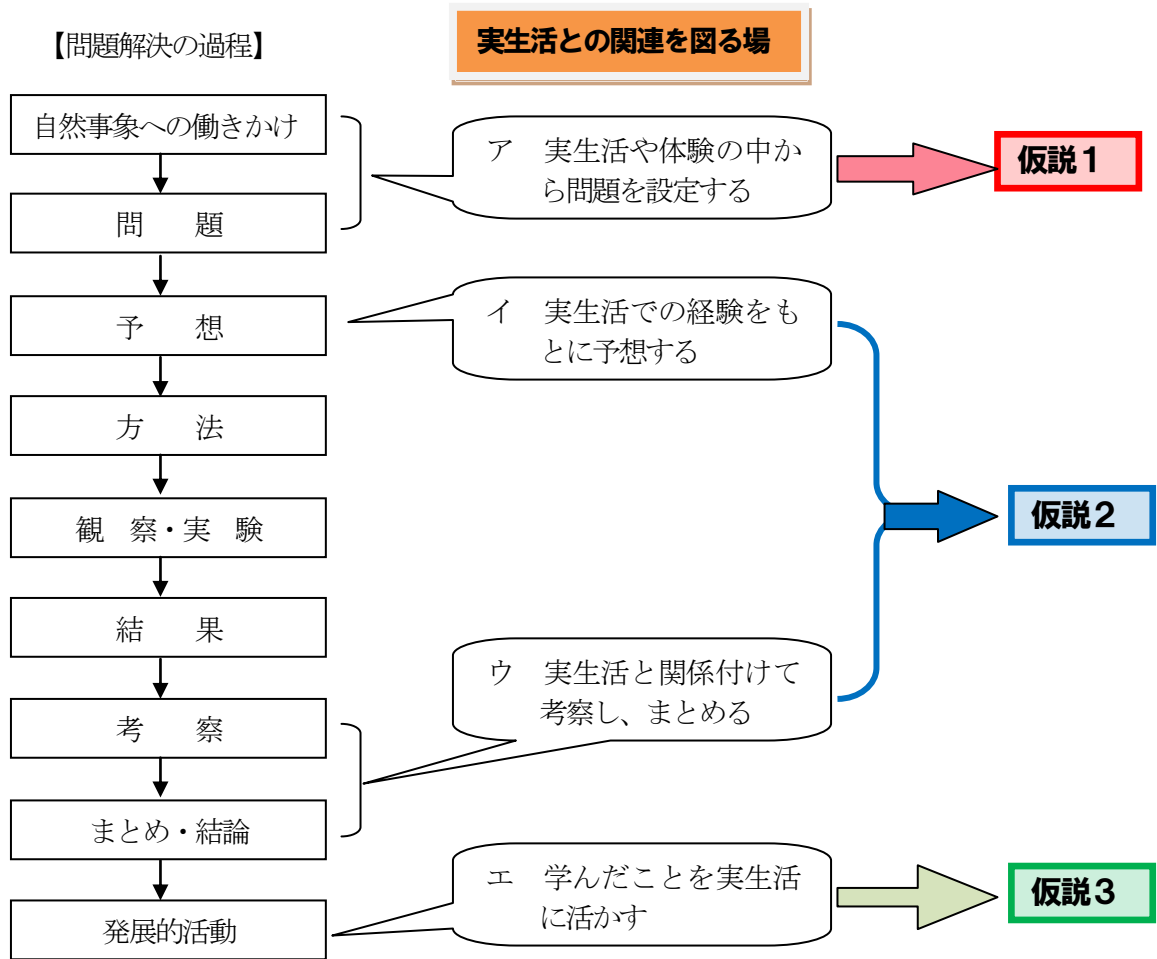 【問題解決の過程】
実生活との関連を図る場
自然事象への働きかけ
問　題
予　想
方　法
観　察・実　験
結　果
考　察
まとめ・結論
発展的活動
ア　実生活や体験の中か
ら問題を設定する
イ　実生活での経験をも
とに予想する
ウ　実生活と関係付けて
考察し、まとめる
エ　学んだことを実生活
に活かす
仮説１
仮説２
仮説３